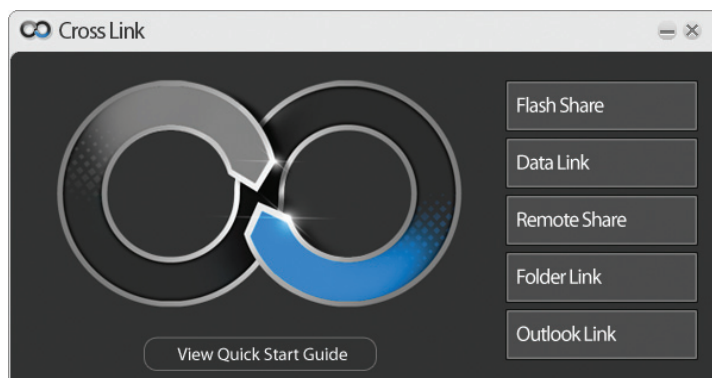 Cross Link
Flash Share
Data Link
Remote Share
Folder Link
Outlook Link
View Quick Start Guide